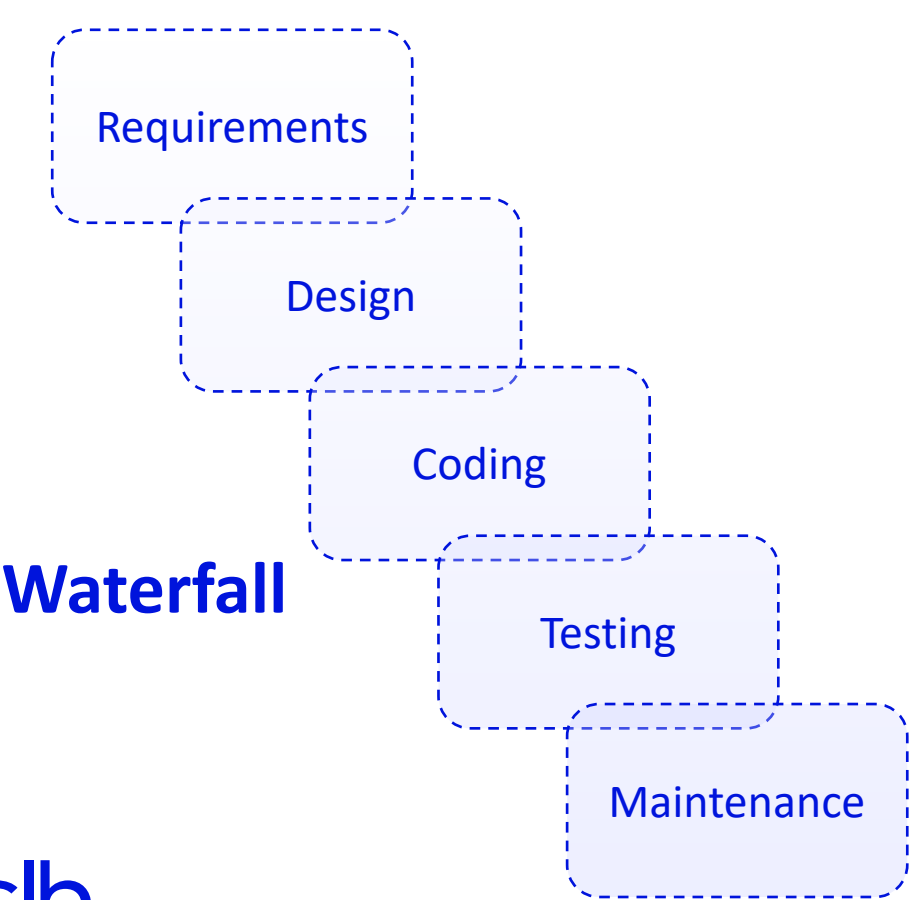 Requirements
Design
Coding
Waterfall
Testing
Maintenance